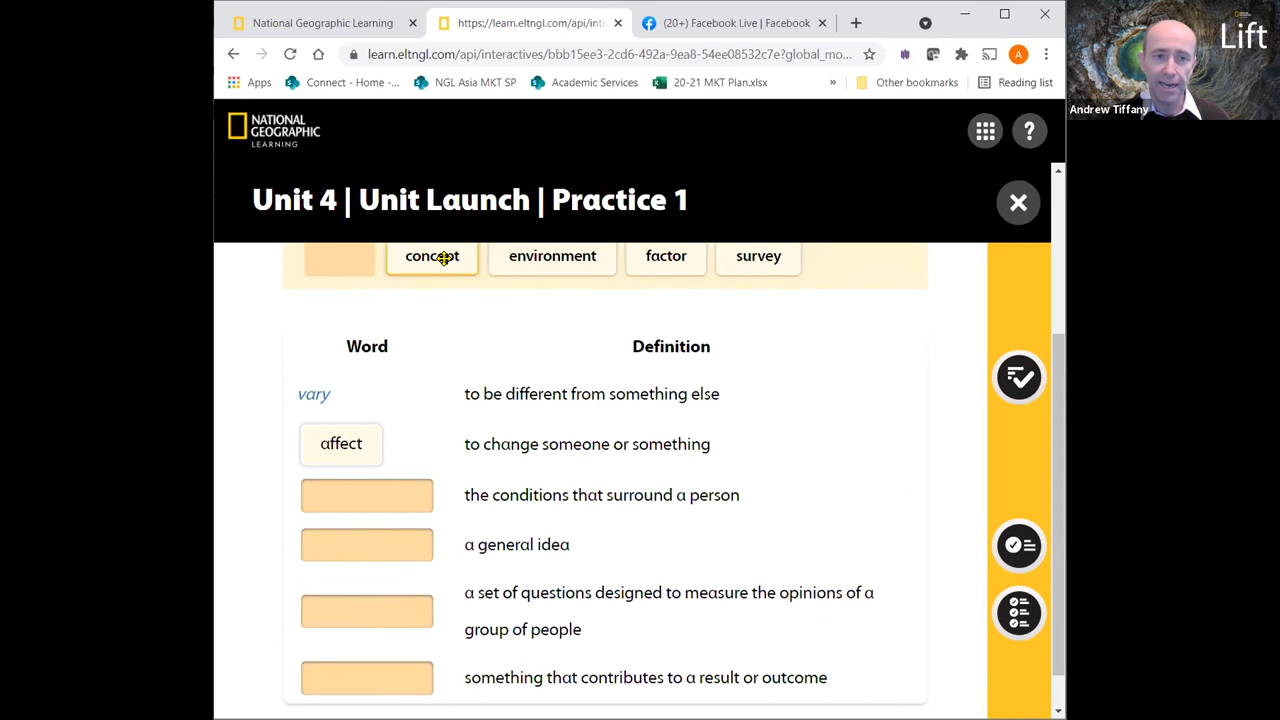 National Geographic Learning
https://learn.eltngl.com/api/inte
(20+) Facebook Live | Facebook
learn.eltngl.com/api/interactives/bbb15ee3-2cd6-492a-9ea8-54ee08532c7e?global_mo...
A
Apps
Connect - Home -...
NGL Asia MKT SP
Academic Services
20-21 MKT Plan.xlsx
»
Other bookmarks
Reading list
Lift
Andrew Tiffany
NATIONAL
GEOGRAPHIC
LEARNING
?
Unit 4 | Unit Launch | Practice 1
concept
environment
factor
survey
Word
Definition
vary
to be different from something else
affect
to change someone or something
the conditions that surround a person
a general idea
a set of questions designed to measure the opinions of a
group of people
something that contributes to a result or outcome